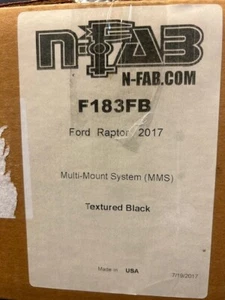 N-FAB
N-FAB.COM
F183FB
Ford Raptor 2017
Multi-Mount System (MMS)
Textured Black
Made in USA
7/19/2017